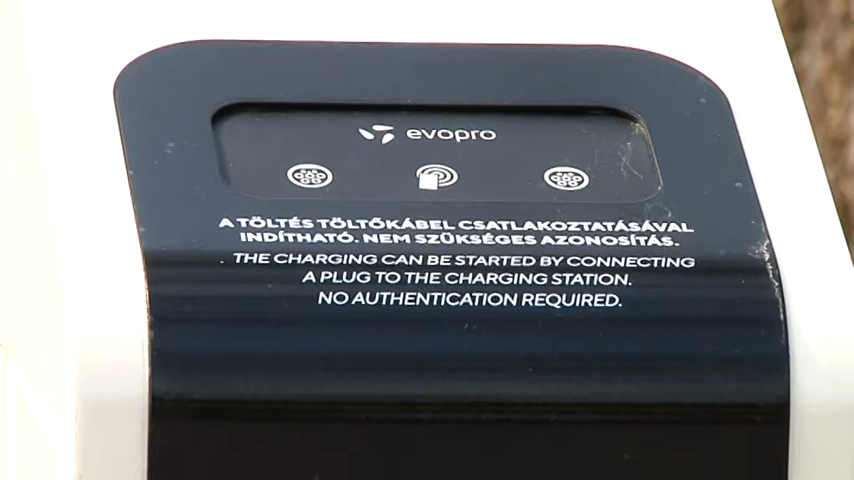 evopro
A TÖLTÉS TÖLTŐKÁBEL CSATLAKOZTATÁSÁVAL
INDÍTHATÓ. NEM SZÜKSÉGES AZONOSÍTÁS.
. THE CHARGING CAN BE STARTED BY CONNECTING
A PLUG TO THE CHARGING STATION.
NO AUTHENTICATION REQUIRED.